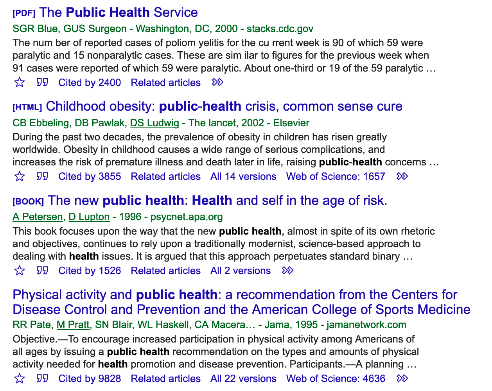 [PDF] The Public Health Service
SGR Blue, GUS Surgeon - Washington, DC, 2000 - stacks.cdc.gov
The num ber of reported cases of poliom yelitis for the cu rrent week is 90 of which 59 were
paralytic and 15 nonparalytlc cases. These are sim ilar to figures for the previous week when
91 cases were reported of which 59 were paralytic. About one-third or 19 of the 59 paralytic ...
Cited by 2400 Related articles
[HTML] Childhood obesity: public-health crisis, common sense cure
CB Ebbeling, DB Pawlak, DS Ludwig - The lancet, 2002 - Elsevier
During the past two decades, the prevalence of obesity in children has risen greatly
worldwide. Obesity in childhood causes a wide range of serious complications, and
increases the risk of premature illness and death later in life, raising public-health concerns ...
Cited by 3855 Related articles All 14 versions Web of Science: 1657
[BOOK] The new public health: Health and self in the age of risk.
A Petersen, D Lupton - 1996 - psycnet.apa.org
This book focuses upon the way that the new public health, almost in spite of its own rhetoric
and objectives, continues to rely upon a traditionally modernist, science-based approach to
dealing with health issues. It is argued that this approach perpetuates standard binary ...
Cited by 1526 Related articles All 2 versions
Physical activity and public health: a recommendation from the Centers for
Disease Control and Prevention and the American College of Sports Medicine
RR Pate, M Pratt, SN Blair, WL Haskell, CA Macera... - Jama, 1995 - jamanetwork.com
Objective.—To encourage increased participation in physical activity among Americans of
all ages by issuing a public health recommendation on the types and amounts of physical
activity needed for health promotion and disease prevention. Participants.—A planning ...
Cited by 9828 Related articles All 22 versions Web of Science: 4636